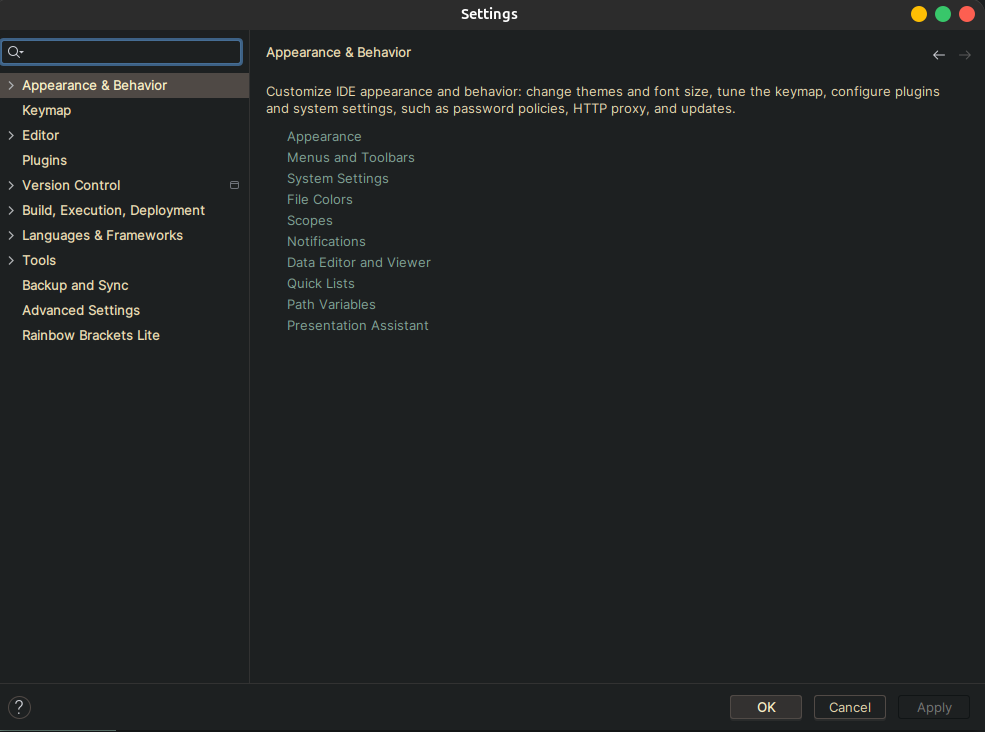 Settings
Appearance & Behavior
Keymap
Editor
Plugins
Version Control
Build, Execution, Deployment
Languages & Frameworks
Tools
Backup and Sync
Advanced Settings
Rainbow Brackets Lite
Appearance & Behavior
Customize IDE appearance and behavior: change themes and font size, tune the keymap, configure plugins
and system settings, such as password policies, HTTP proxy, and updates.
Appearance
Menus and Toolbars
System Settings
File Colors
Scopes
Notifications
Data Editor and Viewer
Quick Lists
Path Variables
Presentation Assistant
?
OK Cancel Apply